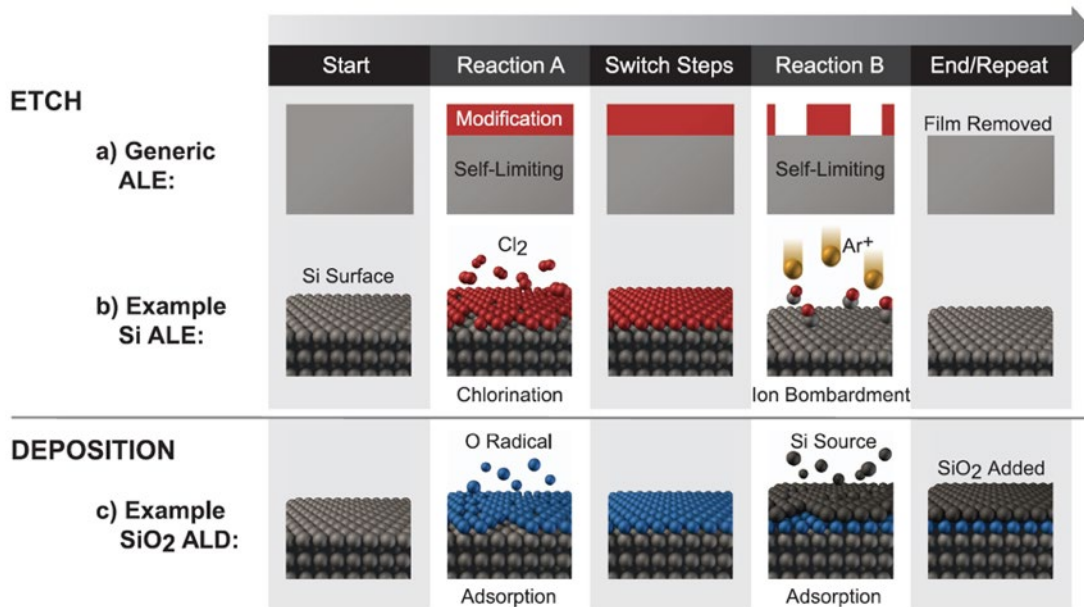 Start
Reaction A
Switch Steps
Reaction B
End/Repeat
ETCH
a) Generic
ALE:
Modification
Self-Limiting
Self-Limiting
Film Removed
b) Example
Si ALE:
Si Surface
Cl₂
Chlorination
Ar⁺
Ion Bombardment
DEPOSITION
c) Example
SiO₂ ALD:
O Radical
Adsorption
Si Source
Adsorption
SiO₂ Added